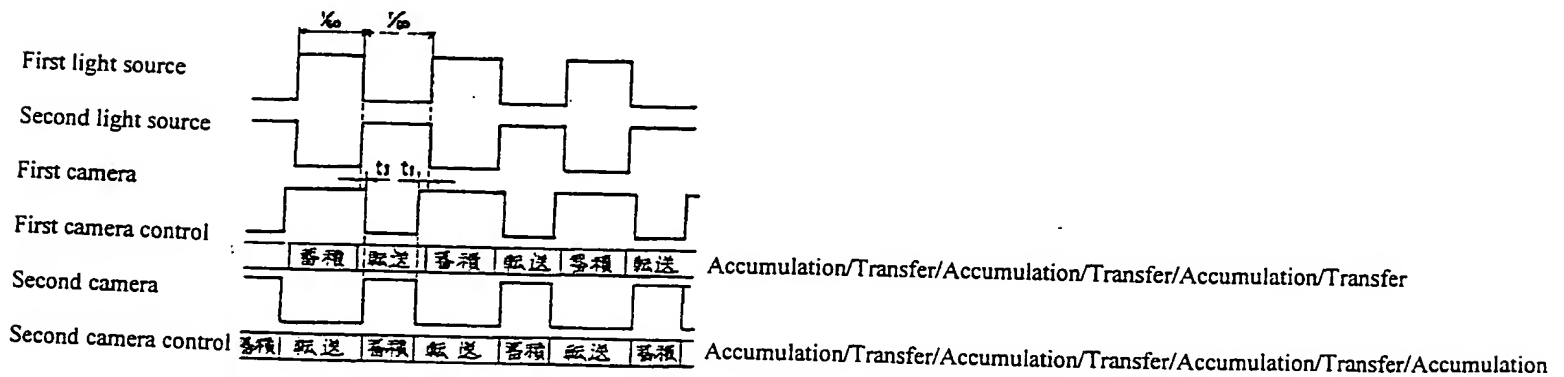 1/60 1/60
First light source
Second light source
First camera
t3 t3,
First camera control
蓄積 転送 蓄積 転送 蓄積 転送 Accumulation/Transfer/Accumulation/Transfer/Accumulation/Transfer
Second camera
Second camera control 蓄積 転送 蓄積 転送 蓄積 転送 蓄積 Accumulation/Transfer/Accumulation/Transfer/Accumulation/Transfer/Accumulation